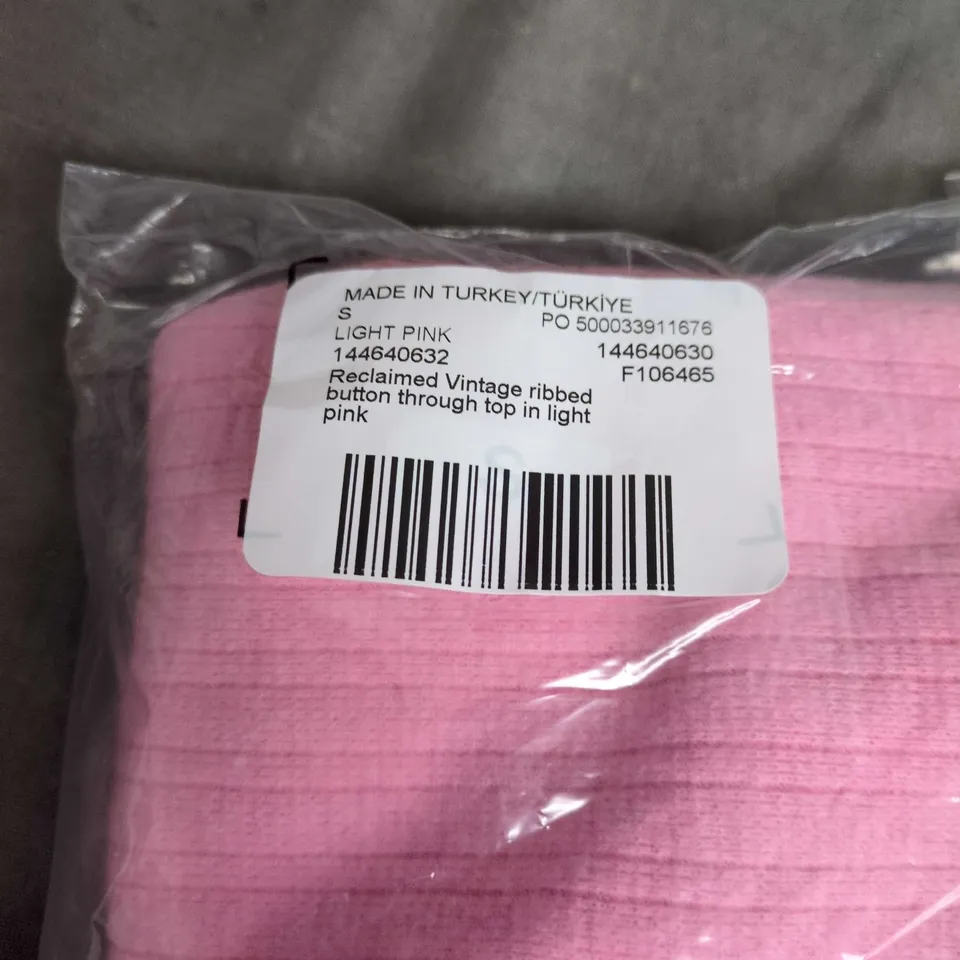 MADE IN TURKEY/TÜRKİYE
S PO 500033911676
LIGHT PINK
144640632 144640630
F106465
Reclaimed Vintage ribbed
button through top in light
pink